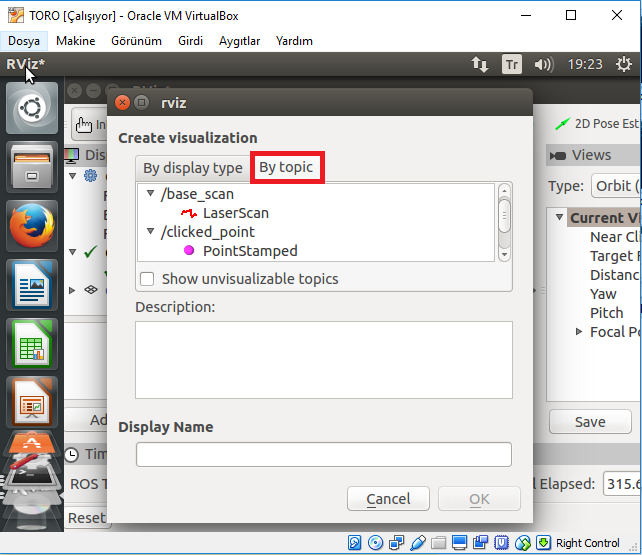 TORO [Çalışıyor] - Oracle VM VirtualBox
Dosya Makine Görünüm Girdi Aygıtlar Yardım
RViz* Tr 19:23
rviz
In 2D Pose Est
Create visualization
Views
By display type By topic
Type: Orbit (
/base_scan
LaserScan
Current Vi
/clicked_point
Near Cl
PointStamped
Target F
Show unvisualizable topics
Distanc
Yaw
Description:
Pitch
Focal Po
Ad
Save
Display Name
Tim
ROS T
l Elapsed: 315.6
Cancel OK
Reset
Right Control